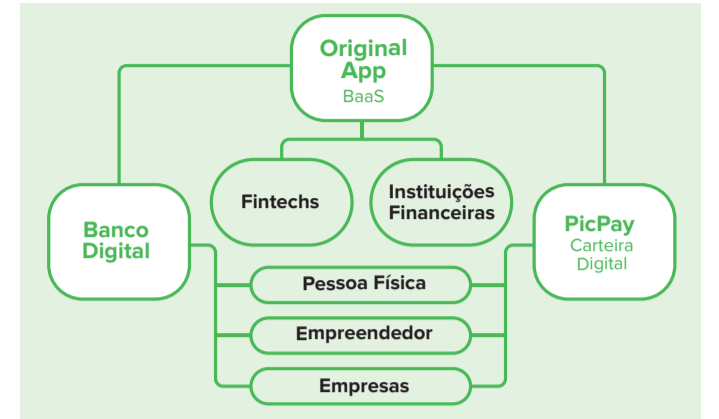 Original
App
BaaS
Fintechs
Instituições
Financeiras
Banco
Digital
PicPay
Carteira
Digital
Pessoa Física
Empreendedor
Empresas